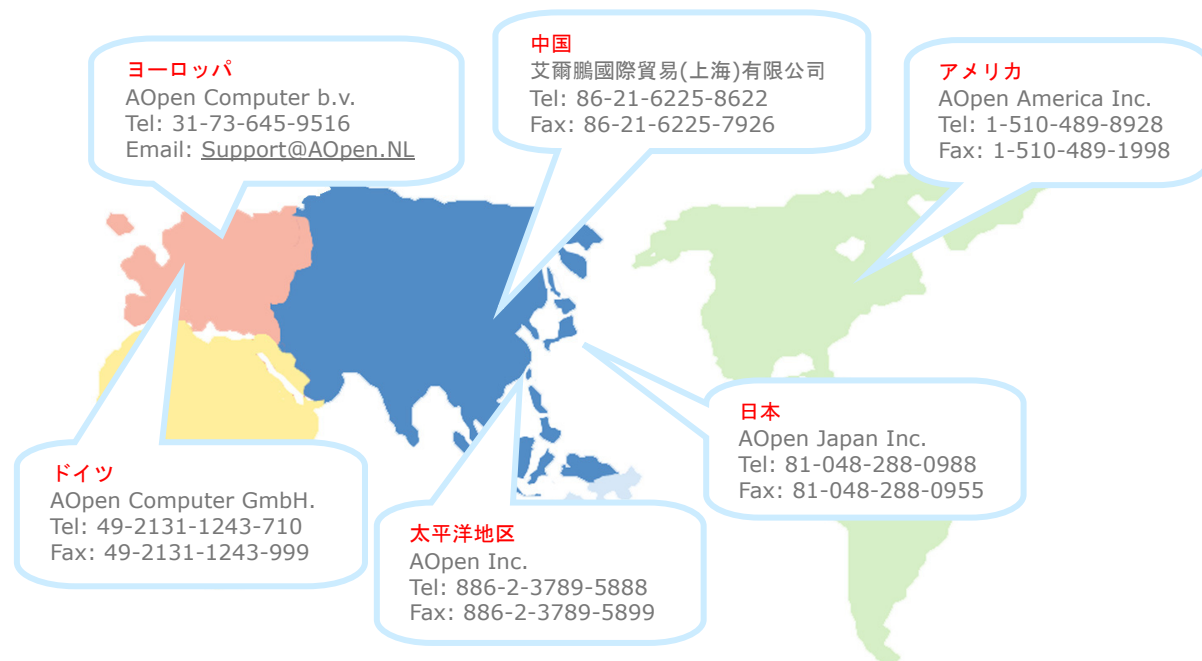 ヨーロッパ
AOpen Computer b.v.
Tel: 31-73-645-9516
Email: Support@AOpen.NL
中国
艾爾鵬國際貿易(上海)有限公司
Tel: 86-21-6225-8622
Fax: 86-21-6225-7926
アメリカ
AOpen America Inc.
Tel: 1-510-489-8928
Fax: 1-510-489-1998
ドイツ
AOpen Computer GmbH.
Tel: 49-2131-1243-710
Fax: 49-2131-1243-999
太平洋地区
AOpen Inc.
Tel: 886-2-3789-5888
Fax: 886-2-3789-5899
日本
AOpen Japan Inc.
Tel: 81-048-288-0988
Fax: 81-048-288-0955